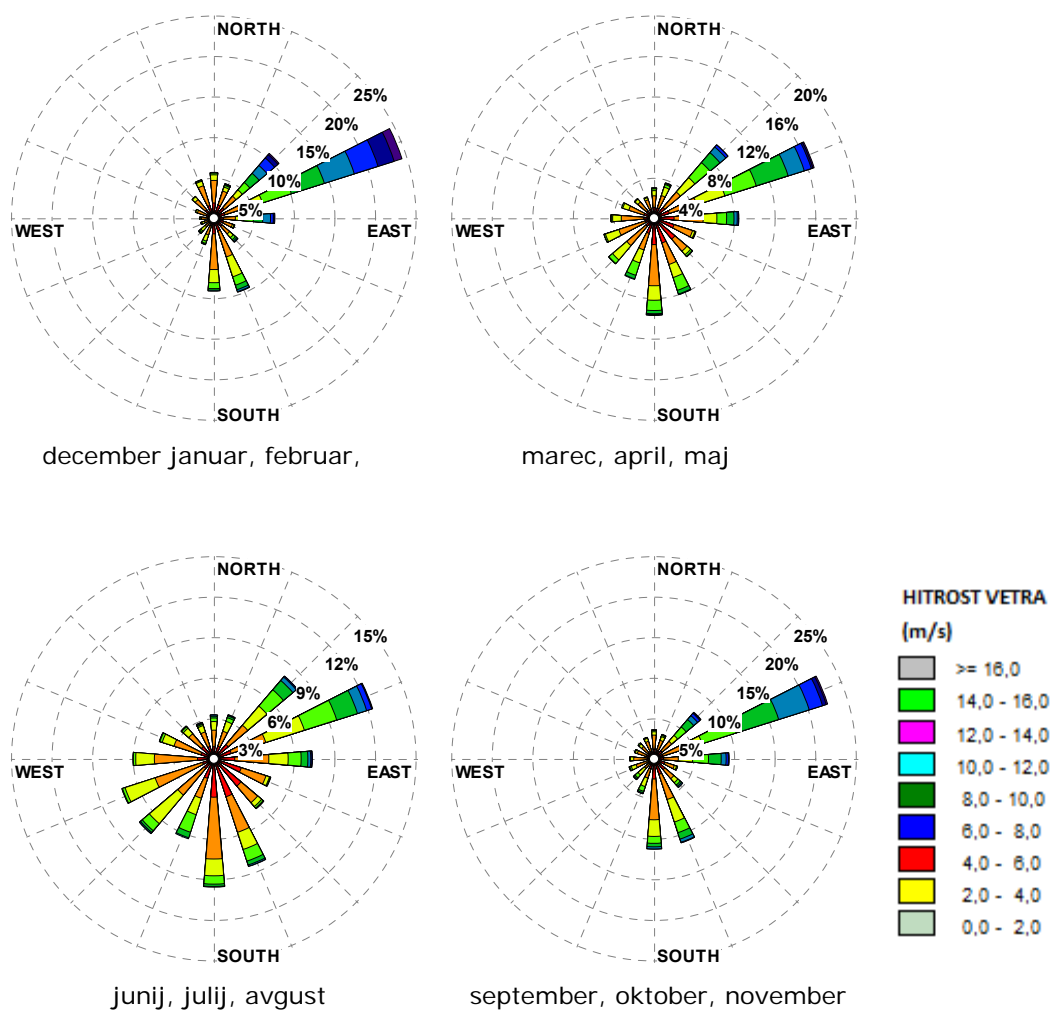 NORTH
25%
20%
15%
10%
5%
WEST
EAST
SOUTH
december januar, februar,
NORTH
20%
16%
12%
8%
4%
WEST
EAST
SOUTH
marec, april, maj
NORTH
15%
12%
9%
6%
3%
WEST
EAST
SOUTH
junij, julij, avgust
NORTH
25%
20%
15%
10%
5%
WEST
EAST
SOUTH
september, oktober, november
HITROST VETRA
(m/s)
>= 16,0
14,0 - 16,0
12,0 - 14,0
10,0 - 12,0
8,0 - 10,0
6,0 - 8,0
4,0 - 6,0
2,0 - 4,0
0,0 - 2,0